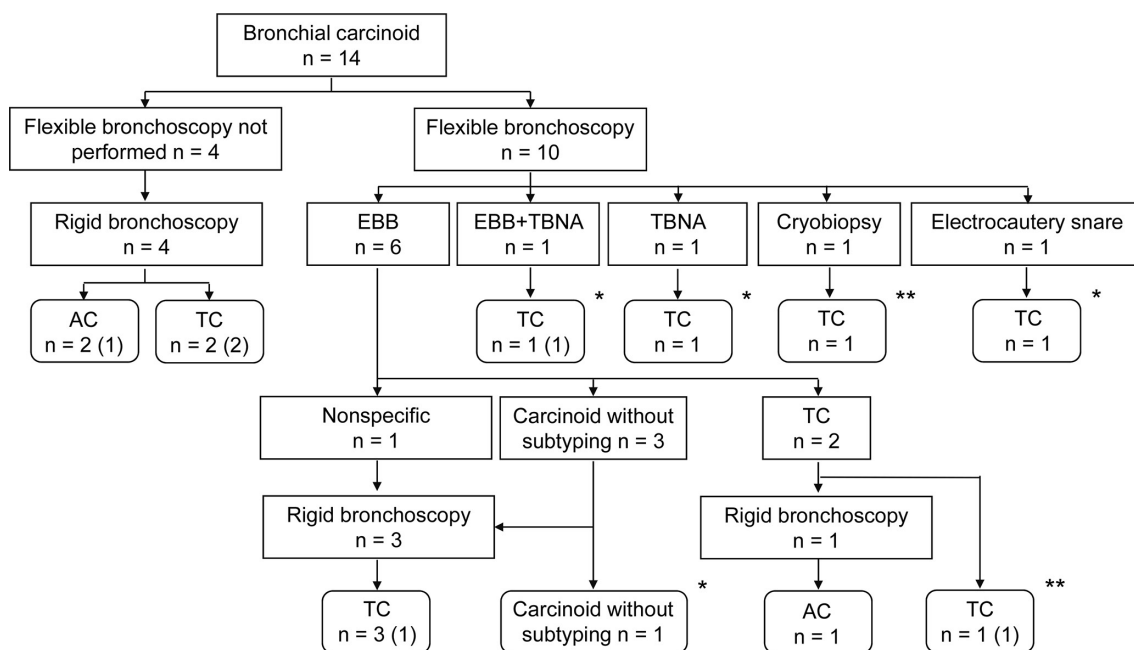 Bronchial carcinoid
n = 14
Flexible bronchoscopy not
performed n = 4
Flexible bronchoscopy
n = 10
Rigid bronchoscopy
n = 4
EBB
n = 6
EBB+TBNA
n = 1
TBNA
n = 1
Cryobiopsy
n = 1
Electrocautery snare
n = 1
AC
n = 2 (1)
TC
n = 2 (2)
*
TC
n = 1 (1)
*
TC
n = 1
**
TC
n = 1
*
TC
n = 1
Nonspecific
n = 1
Carcinoid without
subtyping n = 3
TC
n = 2
Rigid bronchoscopy
n = 3
Rigid bronchoscopy
n = 1
TC
n = 3 (1)
*
Carcinoid without
subtyping n = 1
AC
n = 1
**
TC
n = 1 (1)